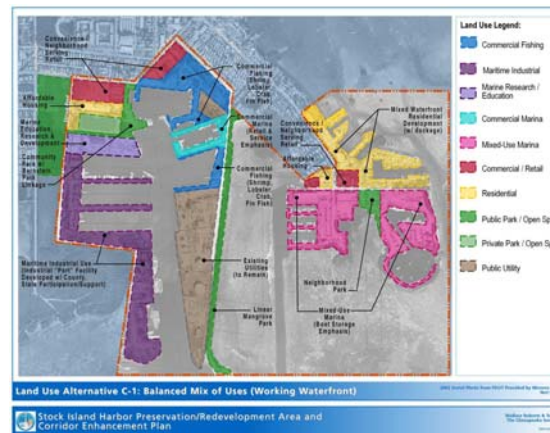 Land Use Legend:
Commercial Fishing
Maritime Industrial
Marine Research /
Education
Commercial Marina
Mixed-Use Marina
Commercial / Retail
Residential
Public Park / Open Sp
Private Park / Open Sp
Public Utility
Convenience /
Neighborhood
Serving
Retail
Affordable
Housing
Marine
Education,
Research &
Development
Community
Park w/
Bernstein
Park
Linkage
Maritime Industrial Use
(Industrial "Port" Facility
Developed w/ County,
State Participation/Support)
Commercial
Fishing
(Shrimp,
Lobster,
Crab,
Fin Fish)
Commercial
Marina
(Retail &
Service
Emphasis)
Commercial
Fishing
(Shrimp,
Lobster,
Crab,
Fin Fish)
Existing
Utilities
(to Remain)
Linear
Mangrove
Park
Convenience /
Neighborhood
Serving
Retail
Affordable
Housing
Mixed Waterfront
Residential
Development
(w/ dockage)
Neighborhood
Park
Mixed-Use
Marina
(Boat Storage
Emphasis)
Land Use Alternative C-1: Balanced Mix of Uses (Working Waterfront)
Stock Island Harbor Preservation/Redevelopment Area and
Corridor Enhancement Plan